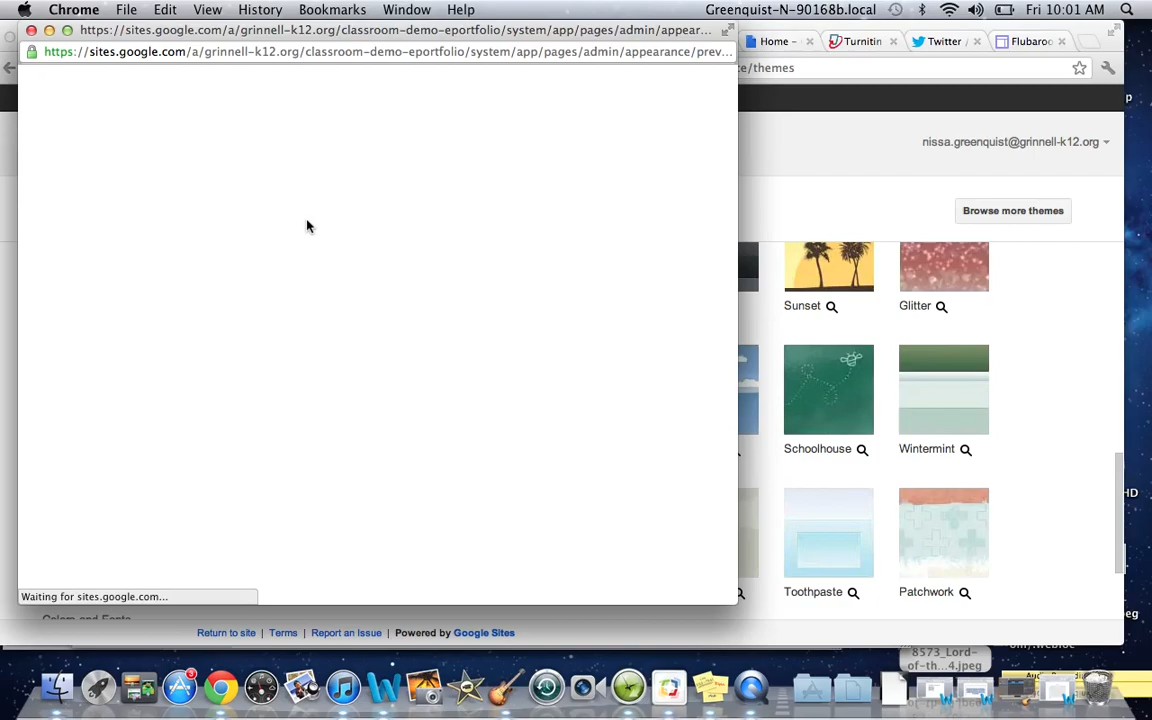 Chrome File Edit View History Bookmarks Window Help Greenquist-N-90168b.local Fri 10:01 AM
https://sites.google.com/a/grinnell-k12.org/classroom-demo-eportfolio/system/app/pages/admin/appear...
https://sites.google.com/a/grinnell-k12.org/classroom-demo-eportfolio/system/app/pages/admin/appearance/prev...
Home – Turnitin Twitter / Flubaroo
ce/themes
nissa.greenquist@grinnell-k12.org
Browse more themes
Sunset Glitter
Schoolhouse Wintermint
Toothpaste Patchwork
Waiting for sites.google.com...
Colors and Fonts
Return to site Terms Report an Issue Powered by Google Sites
8573_Lord-
of-th...4.jpeg